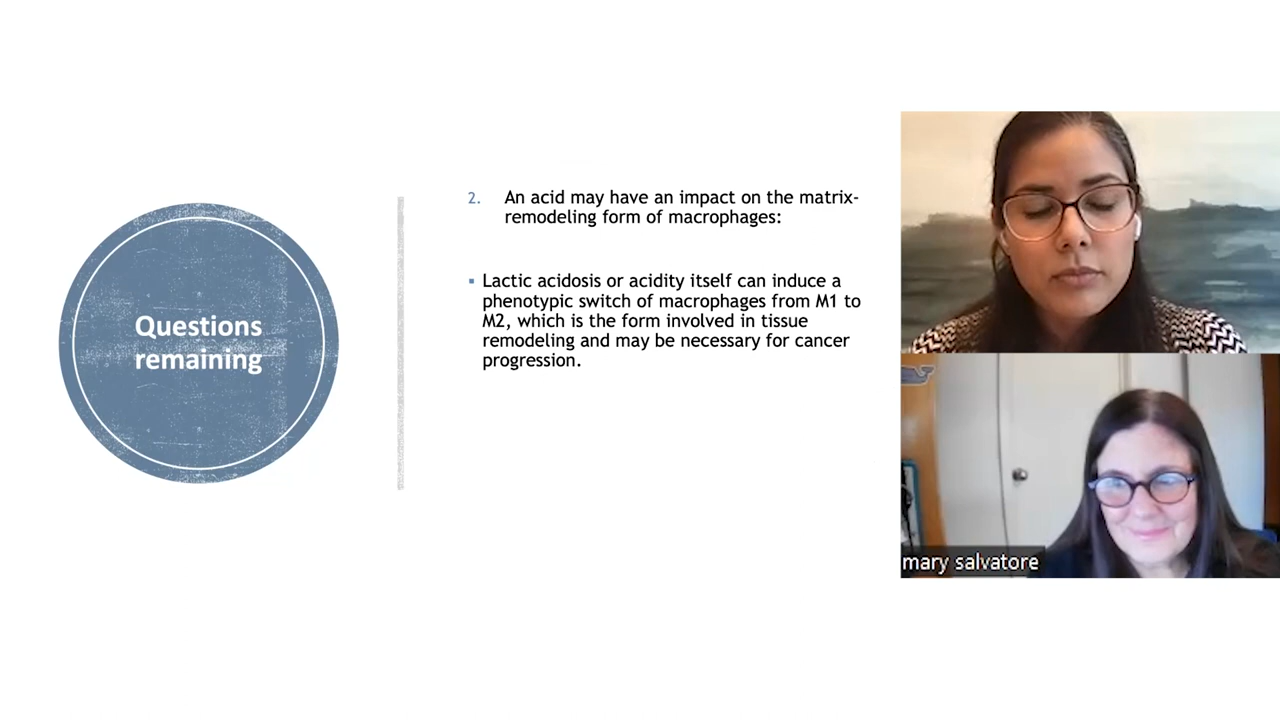 Questions
remaining
2. An acid may have an impact on the matrix-
remodeling form of macrophages:
▪ Lactic acidosis or acidity itself can induce a
phenotypic switch of macrophages from M1 to
M2, which is the form involved in tissue
remodeling and may be necessary for cancer
progression.
mary salvatore